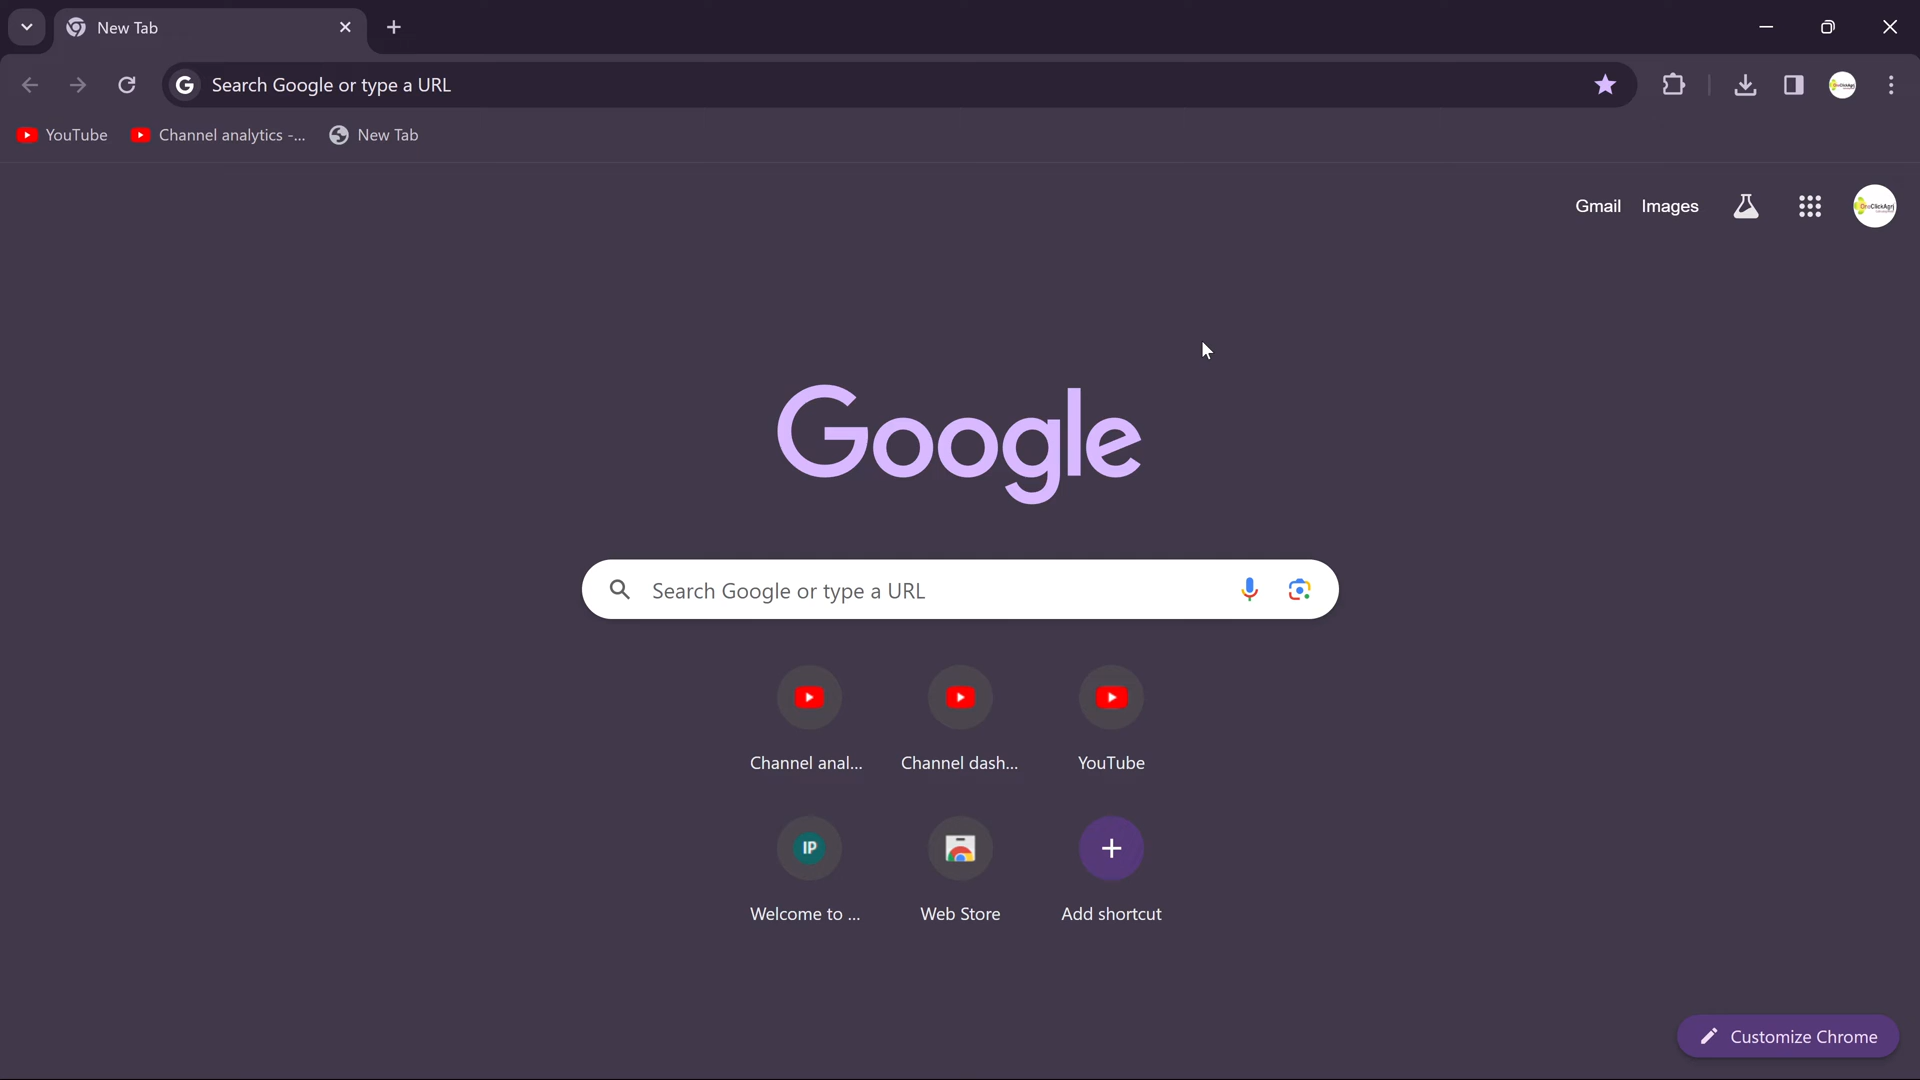 New Tab
Search Google or type a URL
YouTube Channel analytics -... New Tab
Gmail Images
OneClickAgri
Google
Search Google or type a URL
Channel anal... Channel dash... YouTube
IP
Welcome to ... Web Store Add shortcut
Customize Chrome